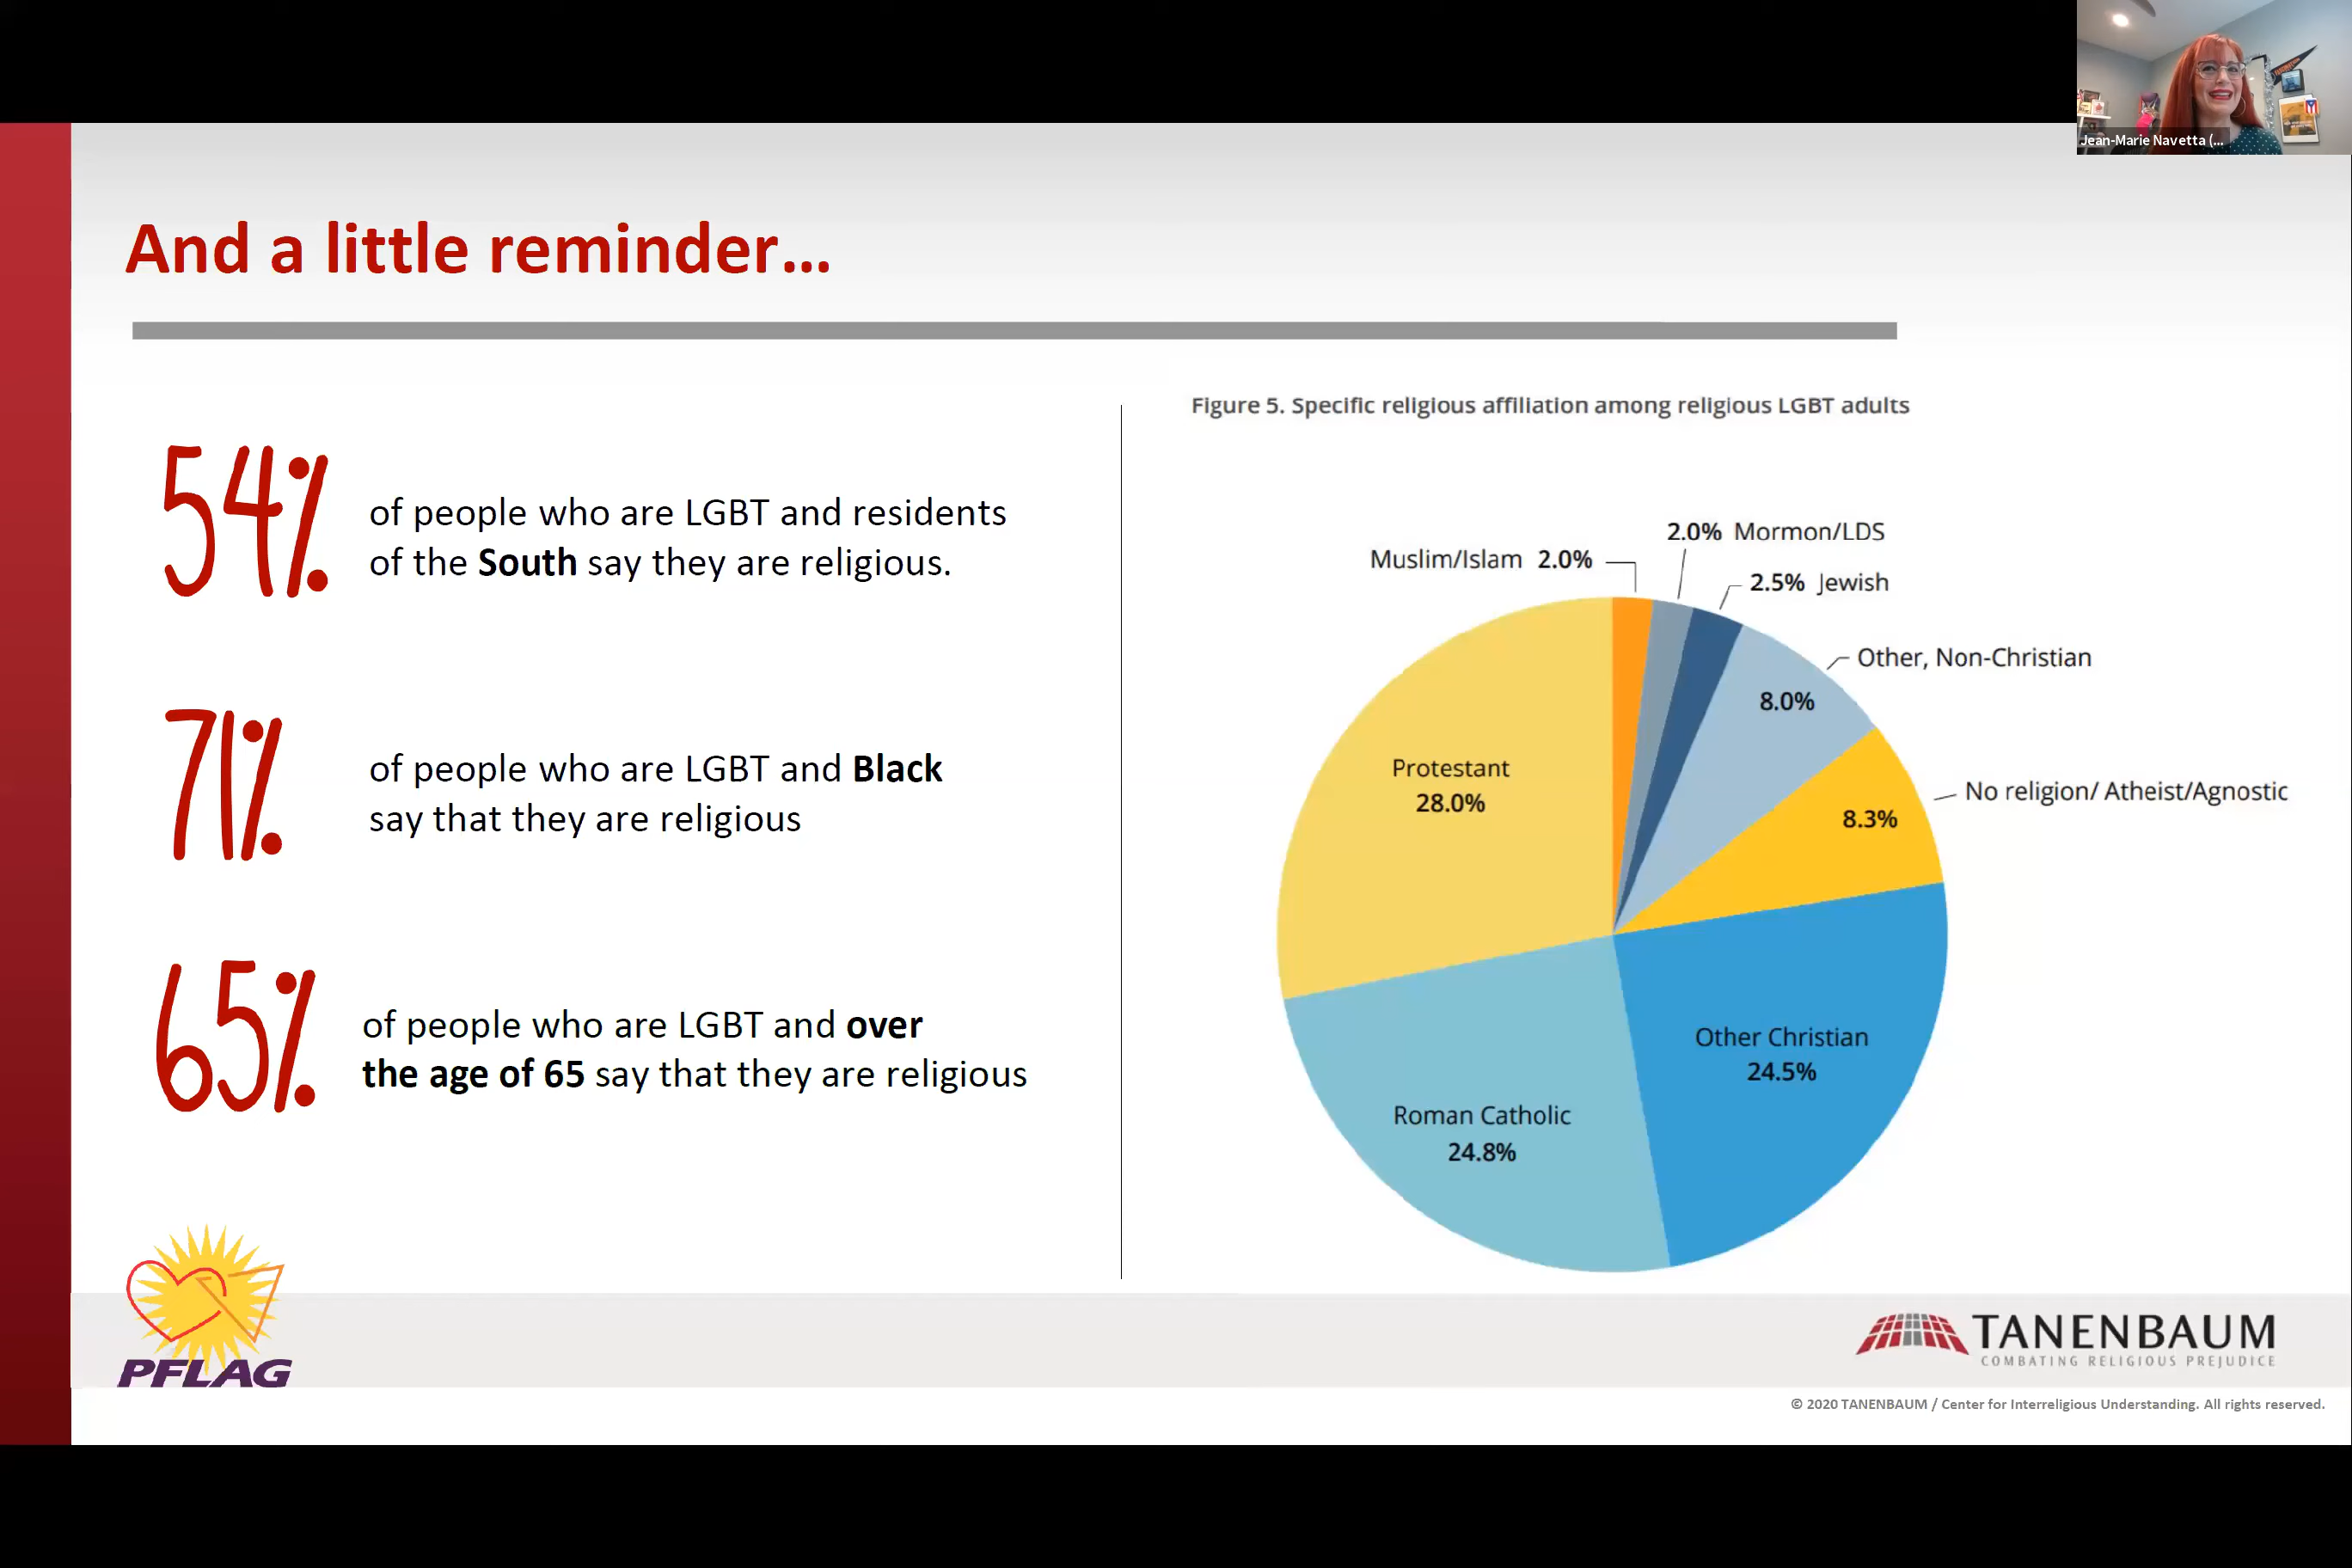 Jean-Marie Navetta (...
And a little reminder...
54%
of people who are LGBT and residents
of the South say they are religious.
71%
of people who are LGBT and Black
say that they are religious
65%
of people who are LGBT and over
the age of 65 say that they are religious
Figure 5. Specific religious affiliation among religious LGBT adults
2.0% Mormon/LDS
Muslim/Islam 2.0%
2.5% Jewish
Other, Non-Christian
8.0%
No religion/ Atheist/Agnostic
8.3%
Protestant
28.0%
Other Christian
24.5%
Roman Catholic
24.8%
PFLAG
TANENBAUM
COMBATING RELIGIOUS PREJUDICE
© 2020 TANENBAUM / Center for Interreligious Understanding. All rights reserved.